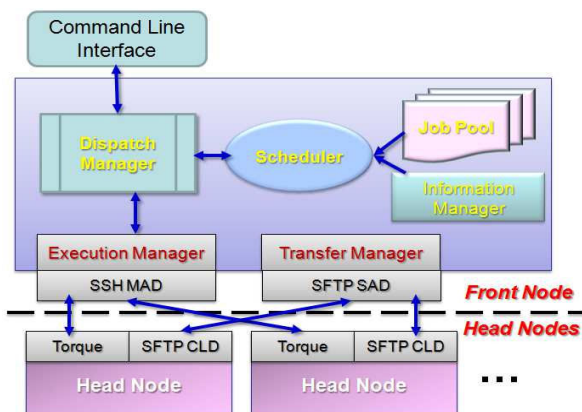 Command Line
Interface
Dispatch
Manager
Scheduler
Job Pool
Information
Manager
Execution Manager
Transfer Manager
SSH MAD
SFTP SAD
Front Node
Head Nodes
Torque
SFTP CLD
Torque
SFTP CLD
Head Node
Head Node
...